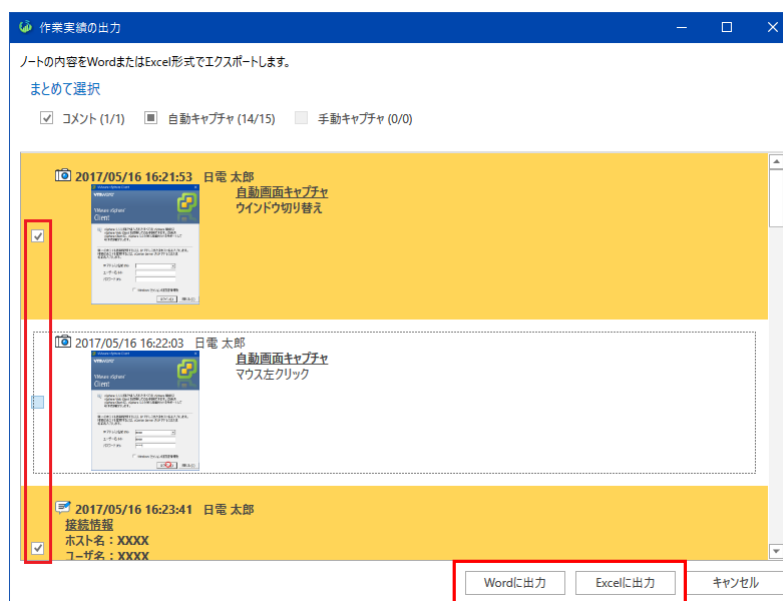 作業実績の出力
ノートの内容をWordまたはExcel形式でエクスポートします。
まとめて選択
コメント (1/1) 自動キャプチャ (14/15) 手動キャプチャ (0/0)
2017/05/16 16:21:53 日電 太郎
自動画面キャプチャ
ウインドウ切り替え
vmware
VMware vSphere
Client
2017/05/16 16:22:03 日電 太郎
自動画面キャプチャ
マウス左クリック
vmware
VMware vSphere
Client
2017/05/16 16:23:41 日電 太郎
接続情報
ホスト名：XXXX
ユーザ名：XXXX
Wordに出力 Excelに出力 キャンセル